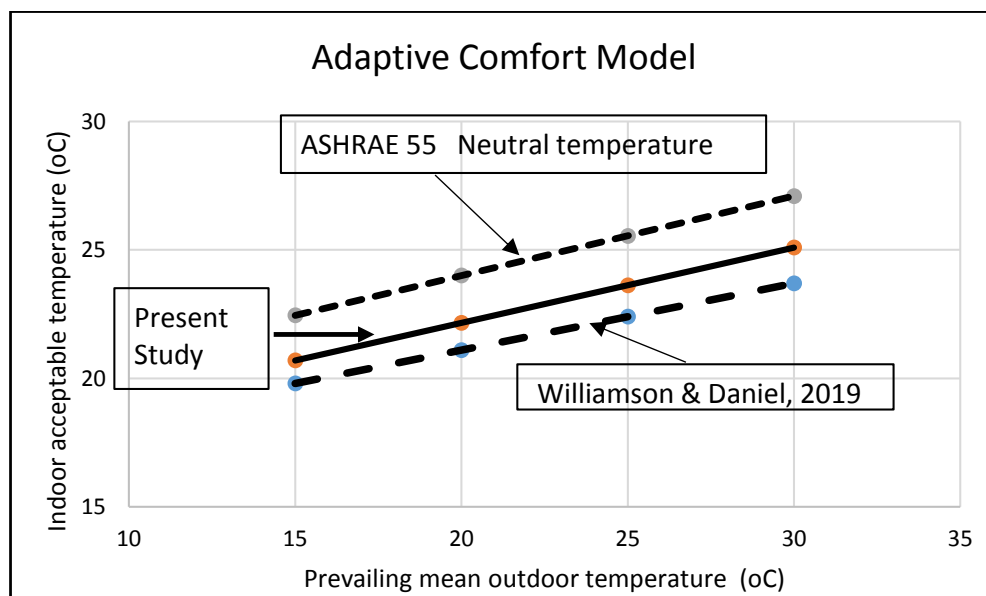 Adaptive Comfort Model
Indoor acceptable temperature (oC)
30
25
20
15
ASHRAE 55   Neutral temperature
Present
Study
Williamson & Daniel, 2019
10
15
20
25
30
35
Prevailing mean outdoor temperature  (oC)